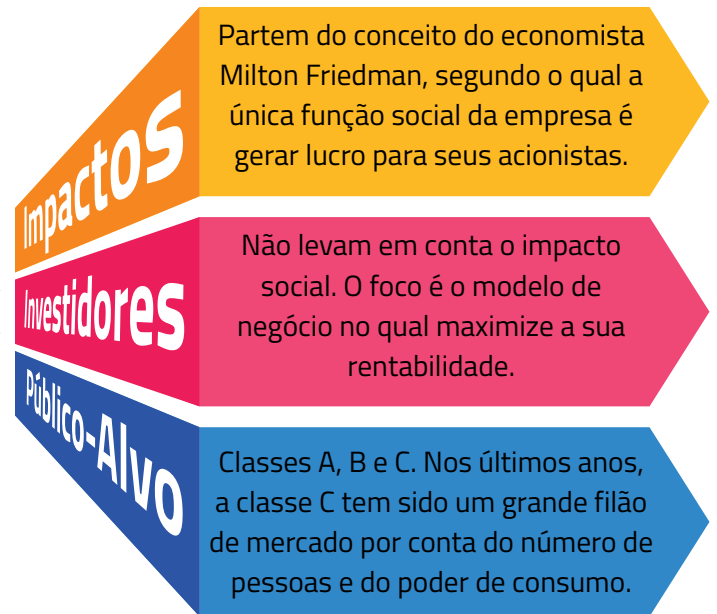 Impactos
Partem do conceito do economista
Milton Friedman, segundo o qual a
única função social da empresa é
gerar lucro para seus acionistas.
Investidores
Não levam em conta o impacto
social. O foco é o modelo de
negócio no qual maximize a sua
rentabilidade.
Público-Alvo
Classes A, B e C. Nos últimos anos,
a classe C tem sido um grande filão
de mercado por conta do número de
pessoas e do poder de consumo.